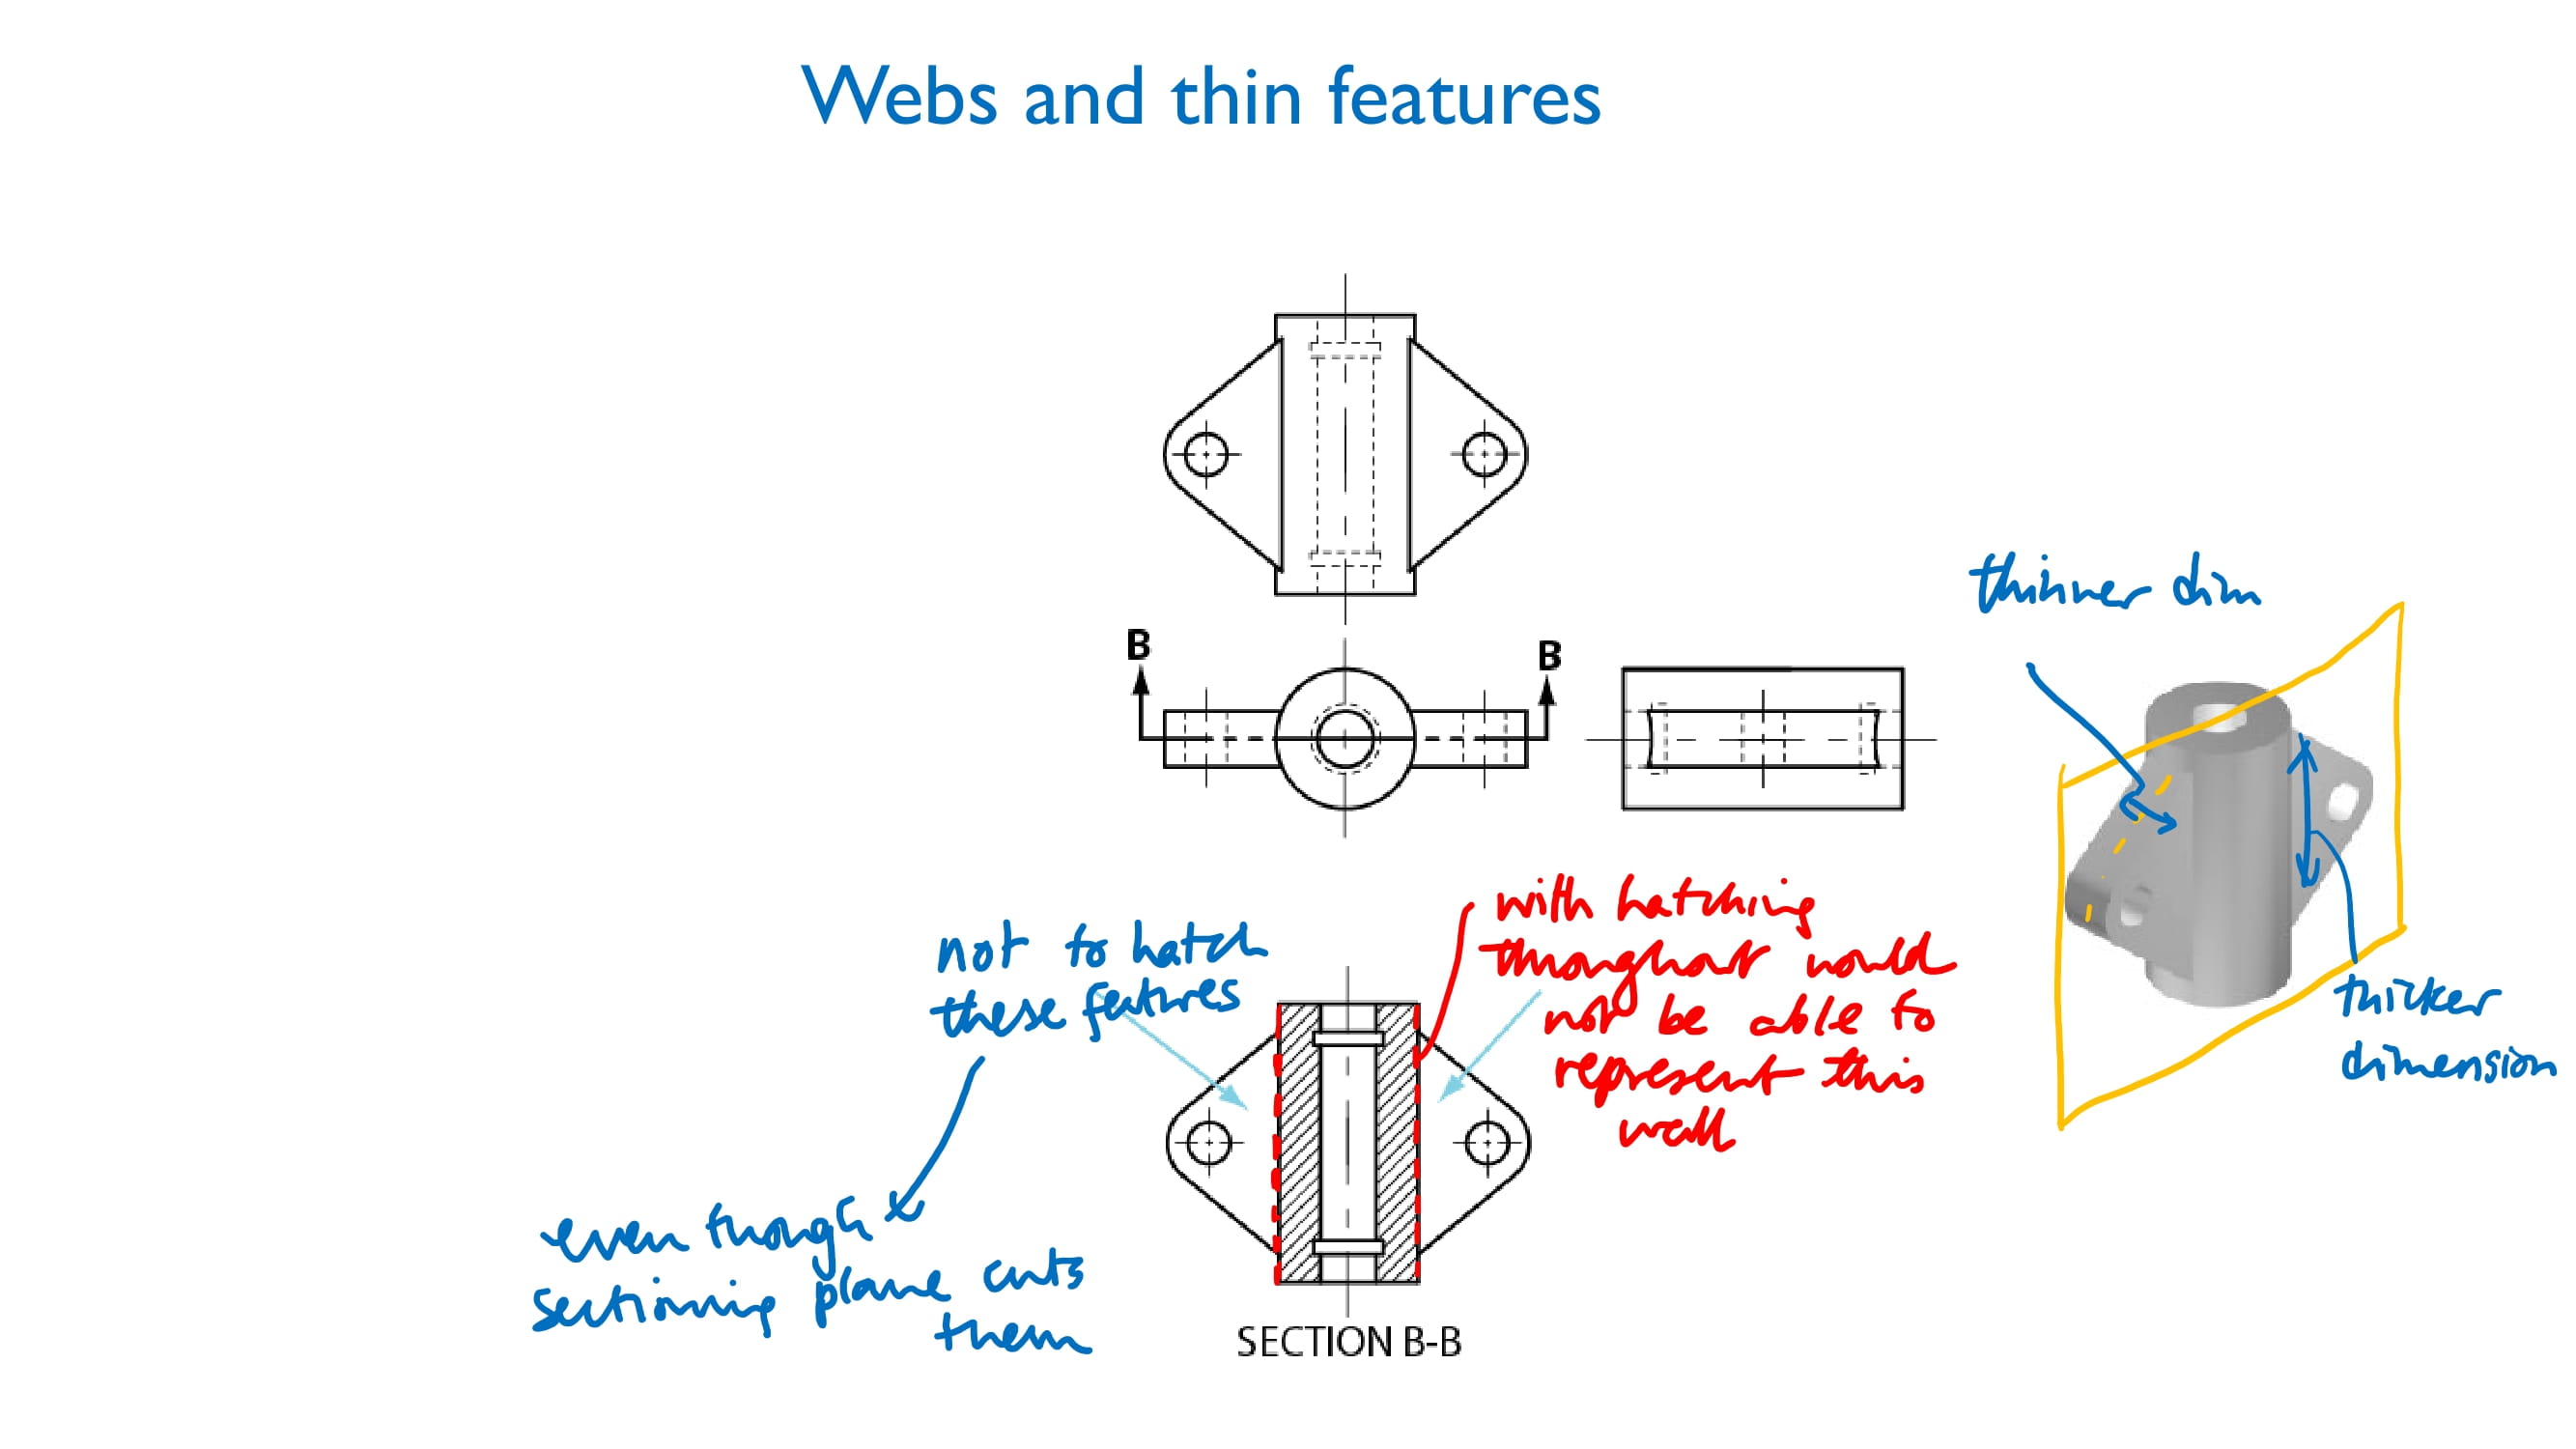 Webs and thin features
thinner dim
B
B
with hatching
throughout would
not be able to
represent this
wall
not to hatch
these features
thicker
dimension
even though
sectioning plane cuts
them
SECTION B-B